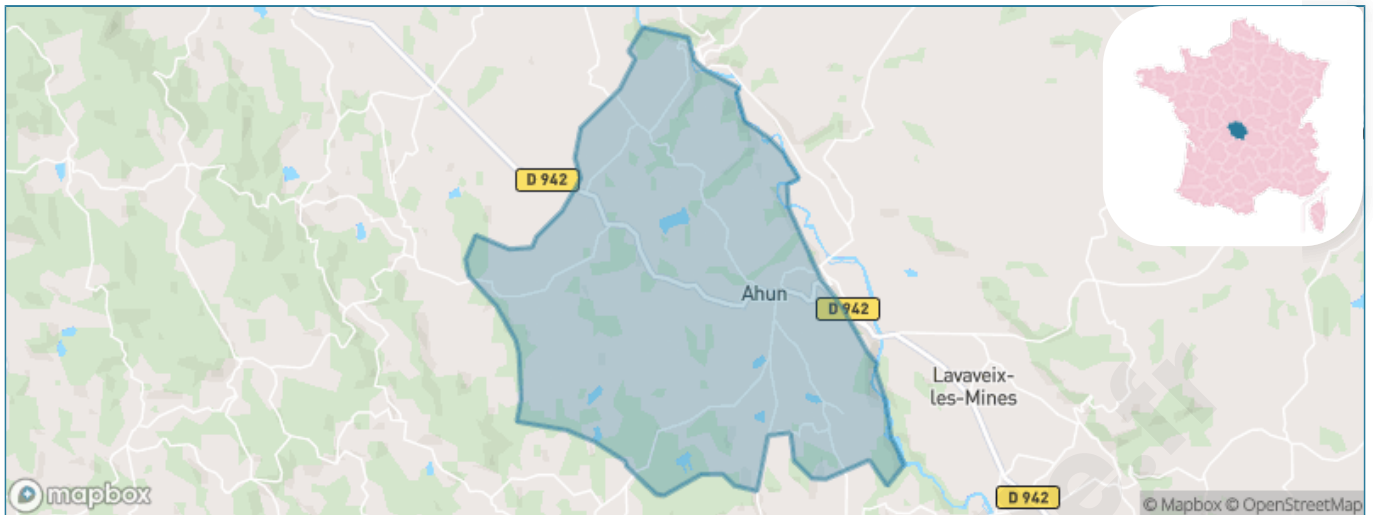 D 942
Ahun
D 942
Lavaveix-
les-Mines
D 942
mapbox
© Mapbox © OpenStreetMap